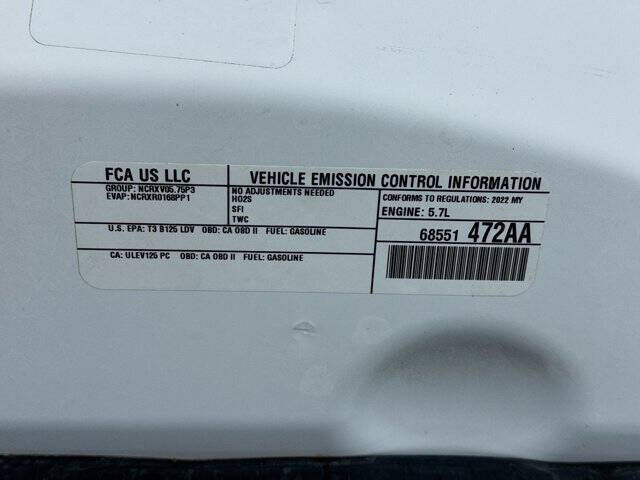 FCA US LLC
VEHICLE EMISSION CONTROL INFORMATION
GROUP: NCRXV05.75P3
EVAP: NCRXR0168PP1
NO ADJUSTMENTS NEEDED
HO2S
SFI
TWC
CONFORMS TO REGULATIONS: 2022 MY
ENGINE: 5.7L
U.S. EPA: T3 B125 LDV OBD: CA OBD II FUEL: GASOLINE
68551 472AA
CA: ULEV125 PC OBD: CA OBD II FUEL: GASOLINE